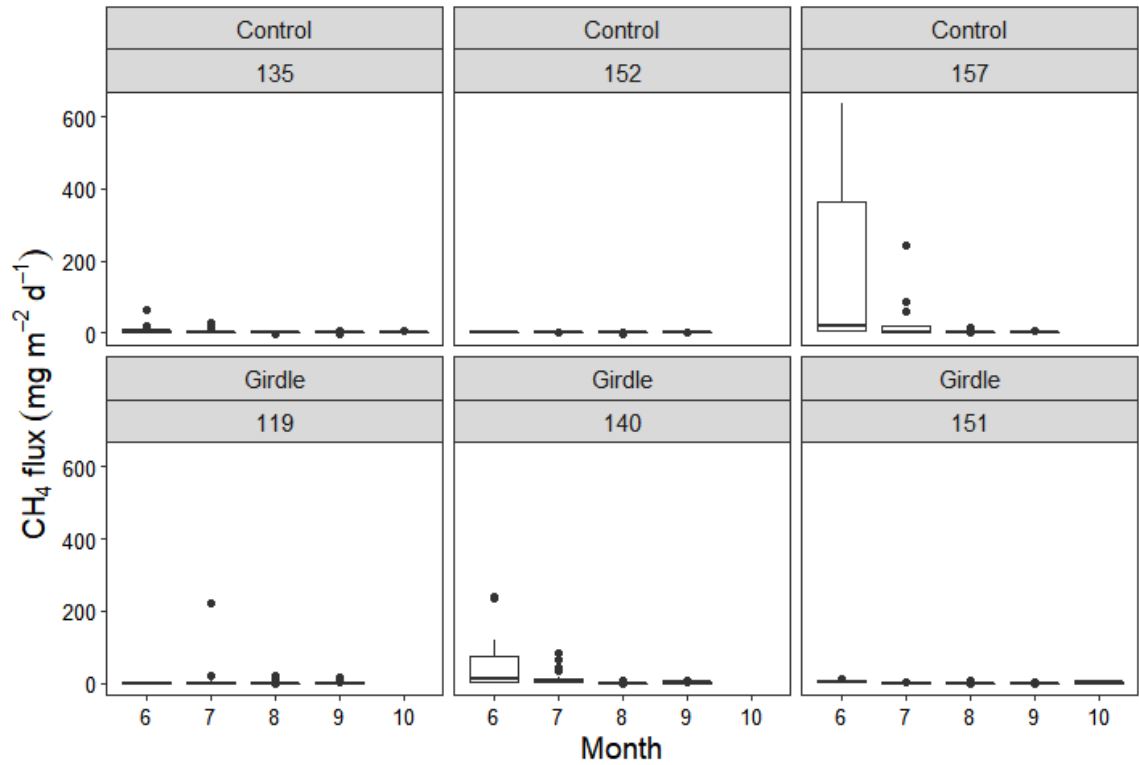 Control Control Control
135 152 157
600
400
200
0
Girdle Girdle Girdle
119 140 151
600
400
200
0
CH₄ flux (mg m⁻² d⁻¹)
6 7 8 9 10 6 7 8 9 10 6 7 8 9 10
Month